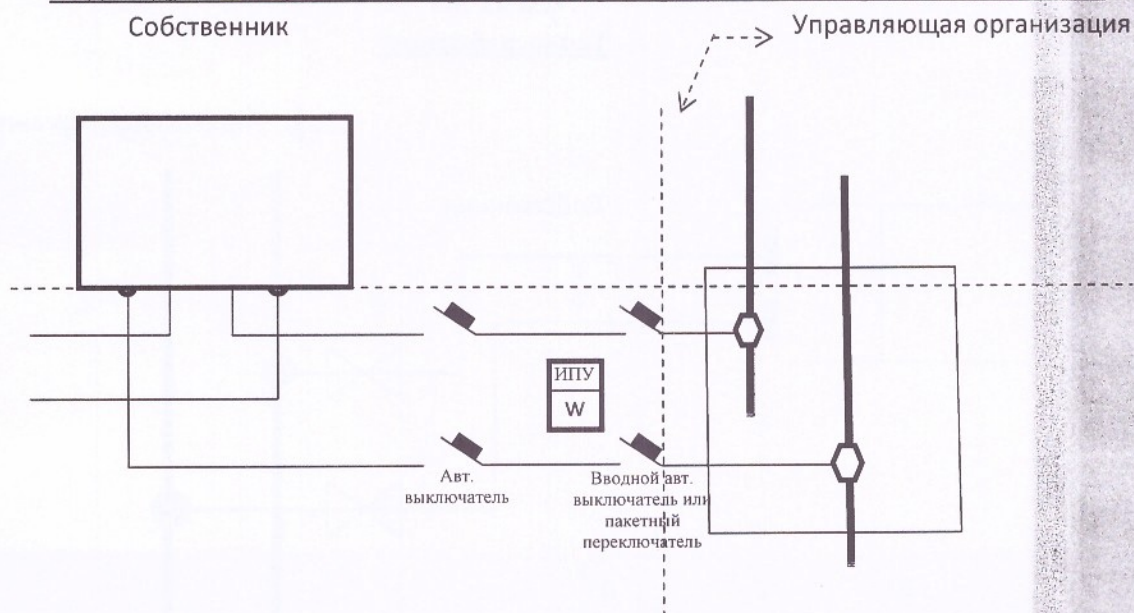 Собственник
Управляющая организация
ИПУ
W
Авт.
выключатель
Вводной авт.
выключатель или
пакетный
переключатель